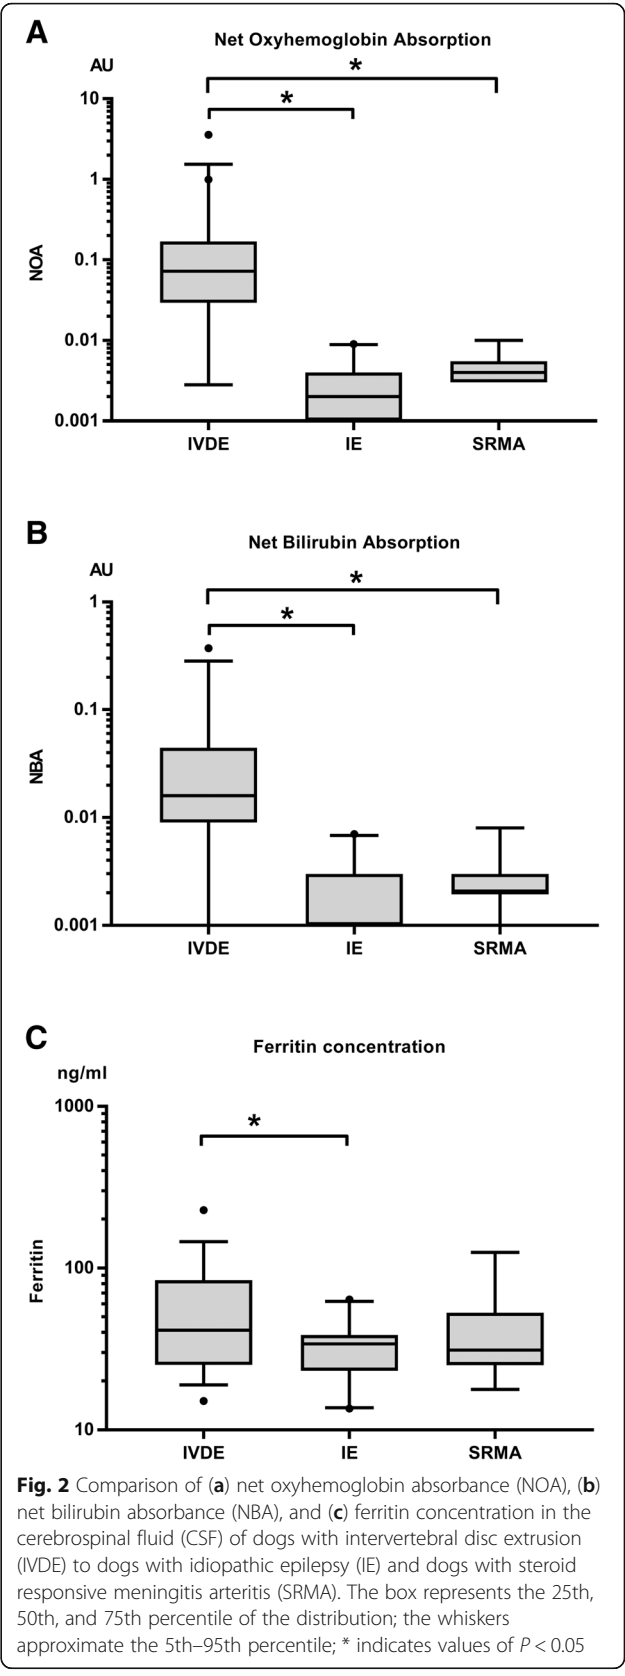 A
Net Oxyhemoglobin Absorption
AU
*
*
10
1
0.1
0.01
0.001
NOA
IVDE IE SRMA
B
Net Bilirubin Absorption
AU
*
*
1
0.1
0.01
0.001
NBA
IVDE IE SRMA
C
Ferritin concentration
ng/ml
*
1000
100
10
Ferritin
IVDE IE SRMA
Fig. 2 Comparison of (a) net oxyhemoglobin absorbance (NOA), (b)
net bilirubin absorbance (NBA), and (c) ferritin concentration in the
cerebrospinal fluid (CSF) of dogs with intervertebral disc extrusion
(IVDE) to dogs with idiopathic epilepsy (IE) and dogs with steroid
responsive meningitis arteritis (SRMA). The box represents the 25th,
50th, and 75th percentile of the distribution; the whiskers
approximate the 5th–95th percentile; * indicates values of P < 0.05